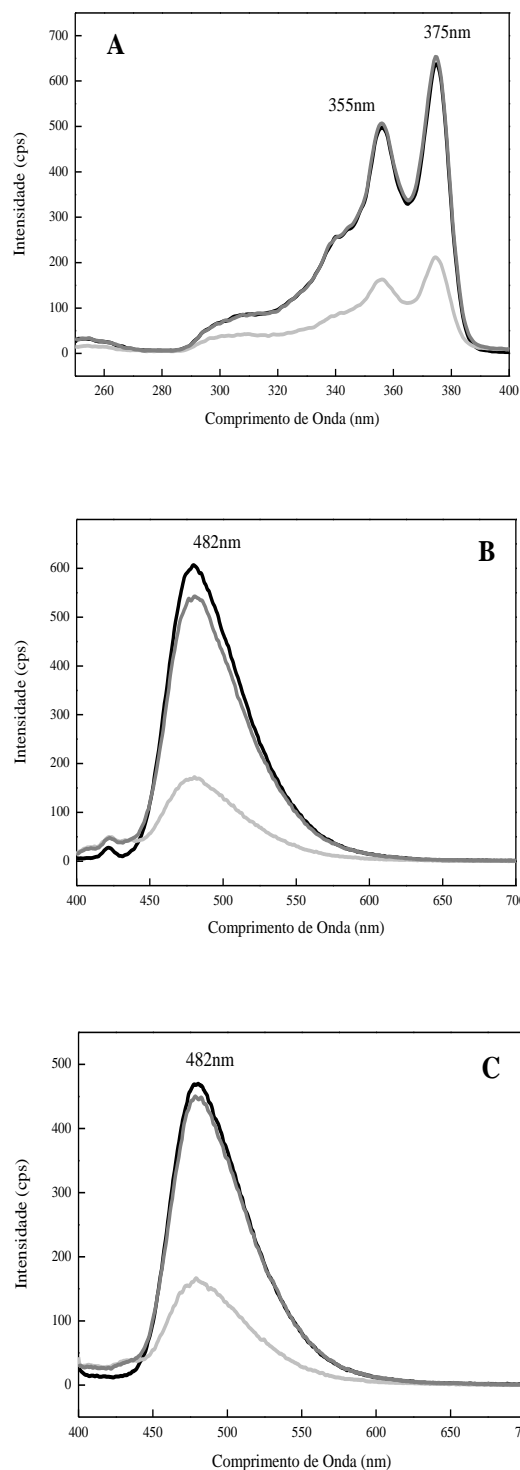 A
375nm
355nm
700
600
500
400
300
200
100
0
Intensidade (cps)
260 280 300 320 340 360 380 400
Comprimento de Onda (nm)
482nm
B
600
500
400
300
200
100
0
Intensidade (cps)
400 450 500 550 600 650 700
Comprimento de Onda (nm)
482nm
C
500
400
300
200
100
0
Intensidade (cps)
400 450 500 550 600 650
Comprimento de Onda (nm)